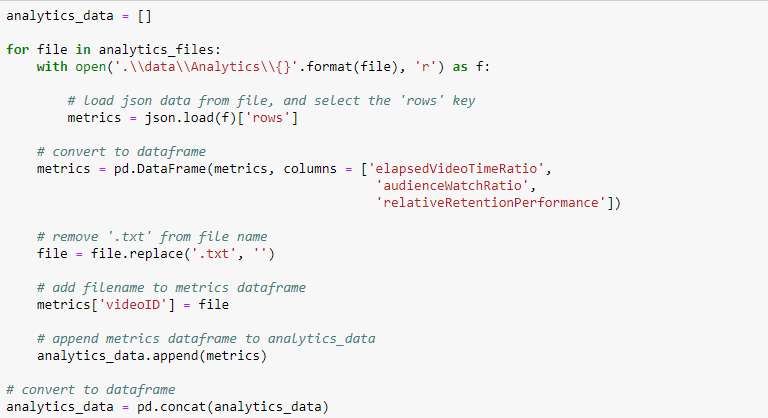 analytics_data = []
for file in analytics_files:
    with open('.\\data\\Analytics\\{}'.format(file), 'r') as f:
        # load json data from file, and select the 'rows' key
        metrics = json.load(f)['rows']
    # convert to dataframe
    metrics = pd.DataFrame(metrics, columns = ['elapsedVideoTimeRatio',
                                                'audienceWatchRatio',
                                                'relativeRetentionPerformance'])
    # remove '.txt' from file name
    file = file.replace('.txt', '')
    # add filename to metrics dataframe
    metrics['videoID'] = file
    # append metrics dataframe to analytics_data
    analytics_data.append(metrics)
# convert to dataframe
analytics_data = pd.concat(analytics_data)